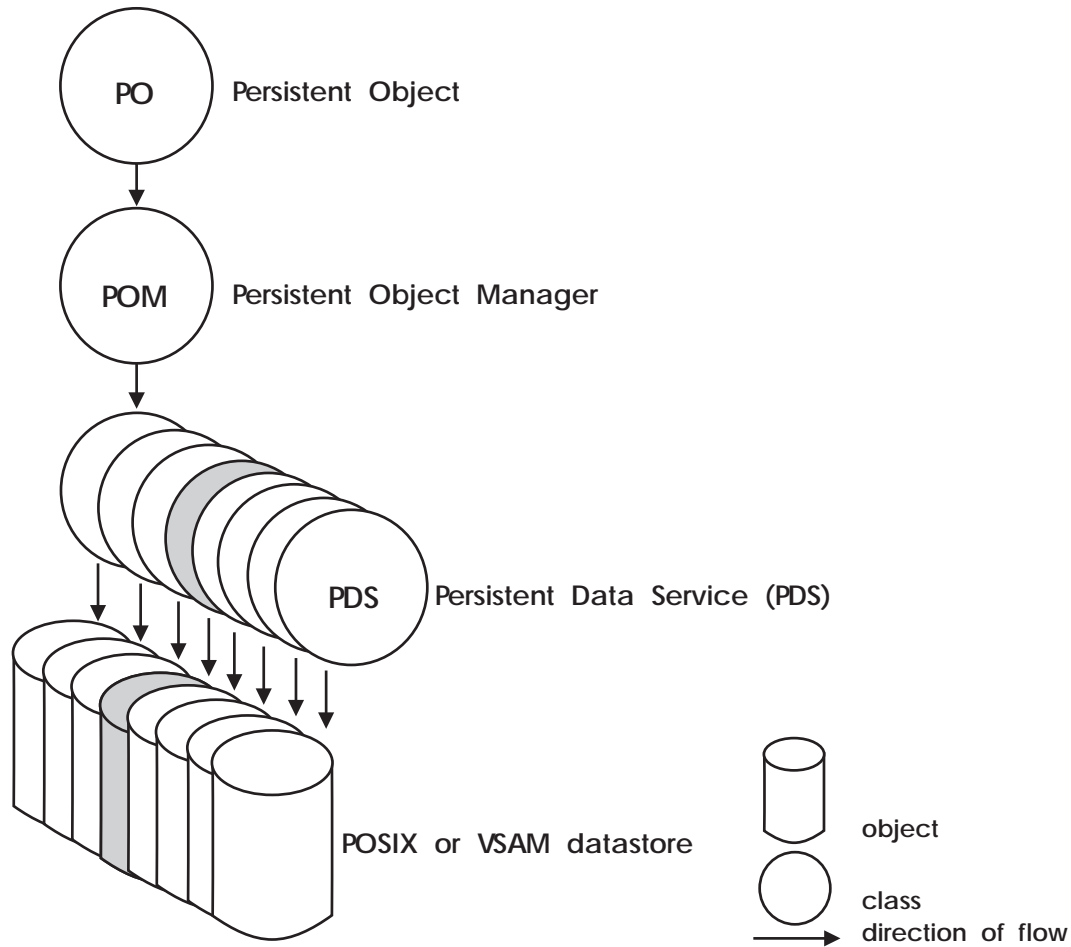 PO
Persistent Object
POM
Persistent Object Manager
PDS
Persistent Data Service (PDS)
POSIX or VSAM datastore
object
class
direction of flow